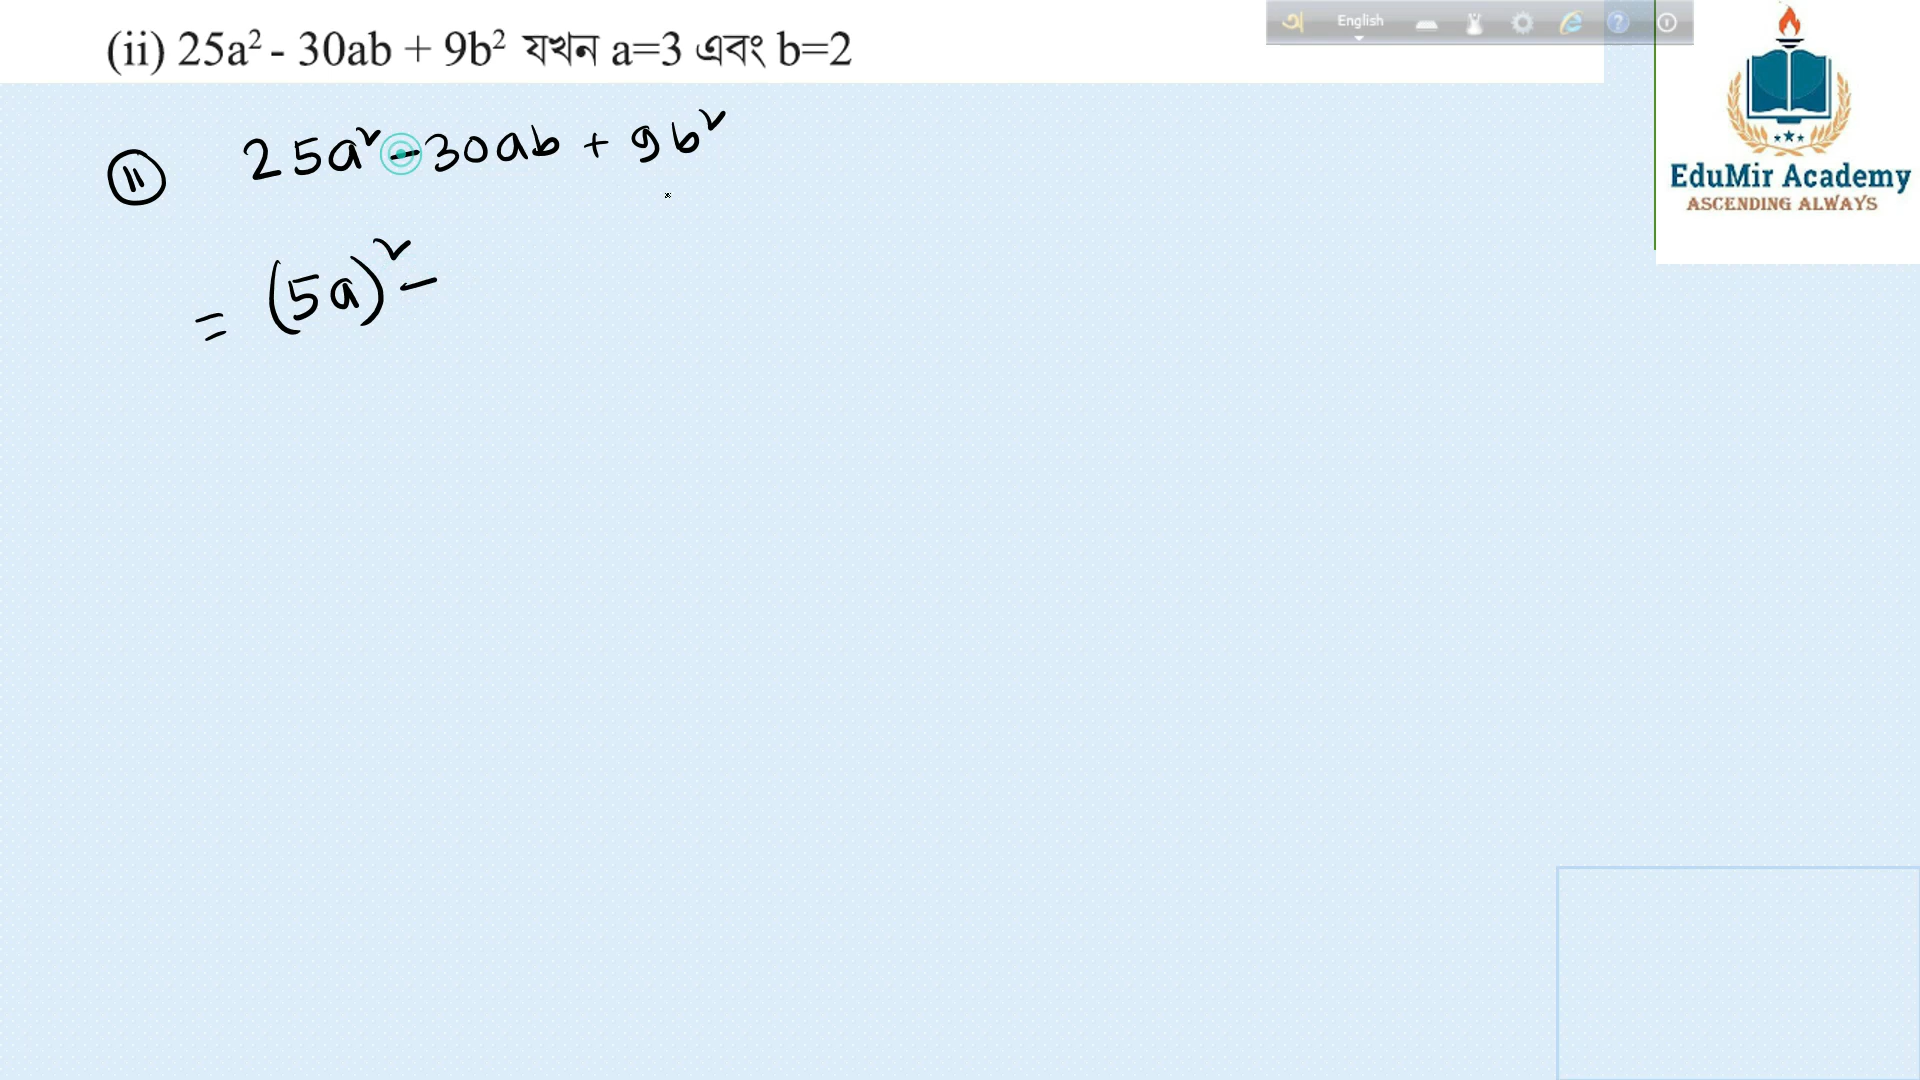 (ii) 25a² - 30ab + 9b² যখন a=3 এবং b=2
English
EduMir Academy
ASCENDING ALWAYS
(ii) 25a² - 30ab + 9b²
= (5a)² -